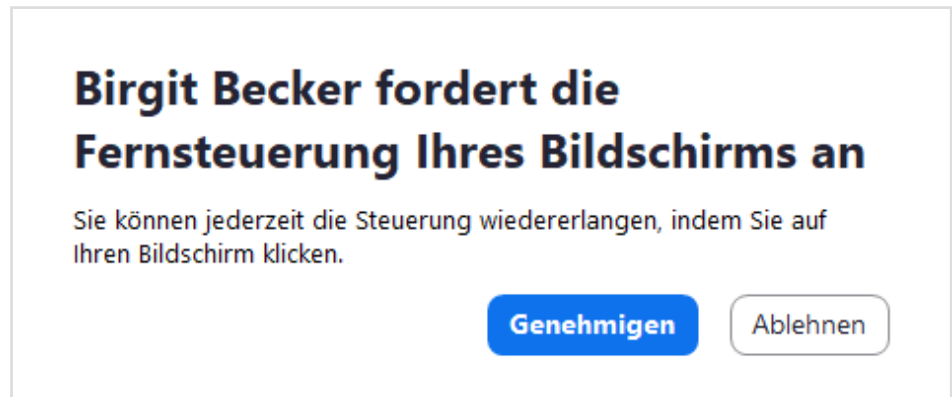 Birgit Becker fordert die
Fernsteuerung Ihres Bildschirms an
Sie können jederzeit die Steuerung wiedererlangen, indem Sie auf
Ihren Bildschirm klicken.
Genehmigen Ablehnen